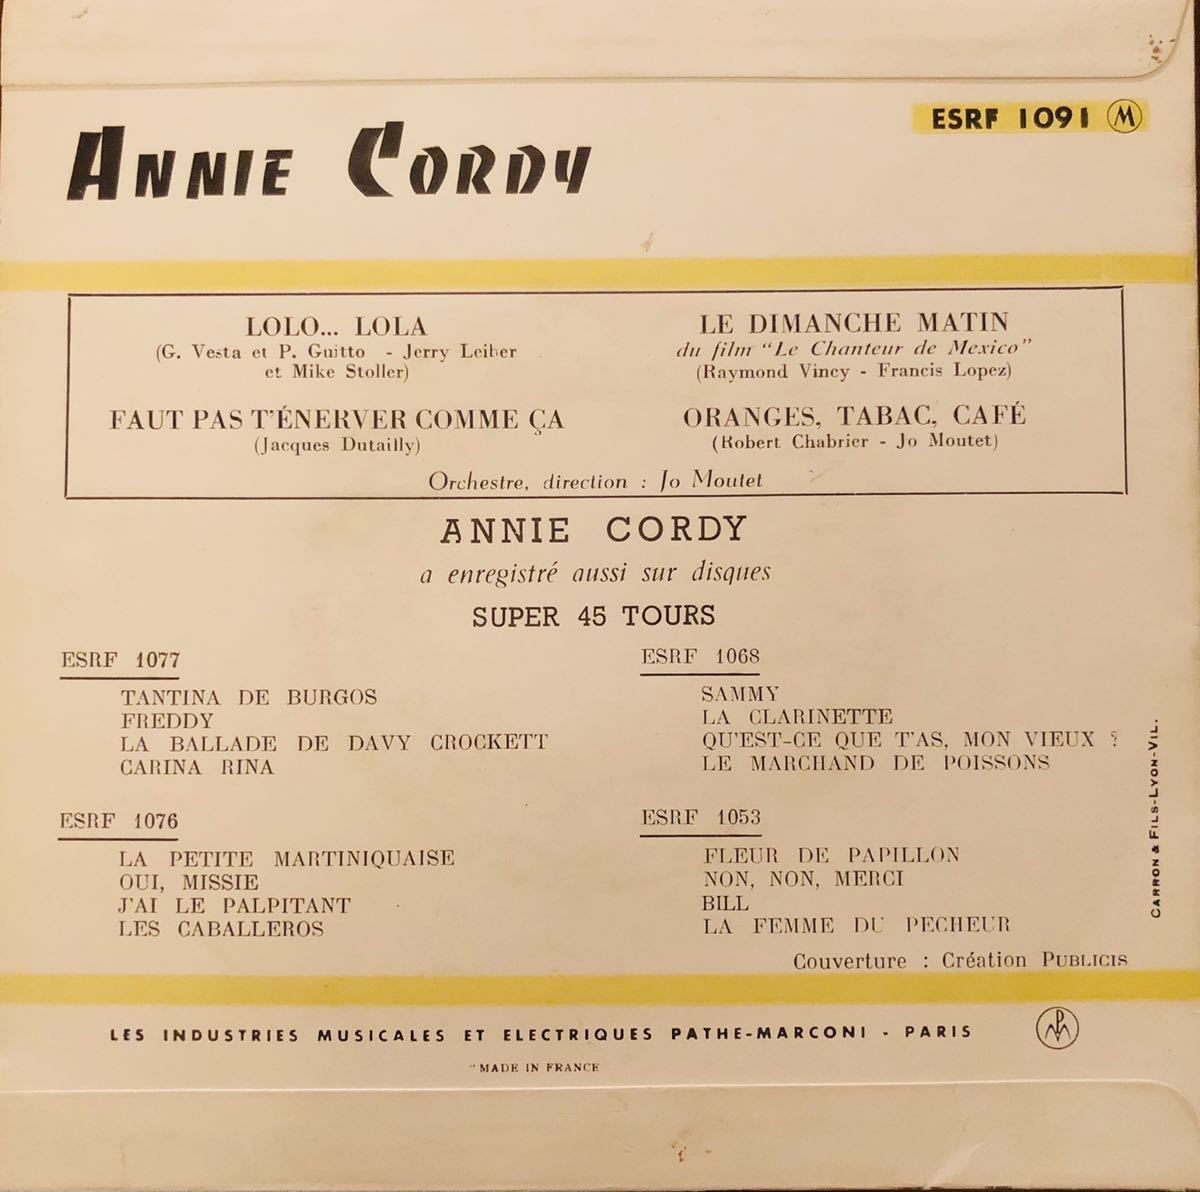 ESRF 1091 M
ANNIE CORDY
LOLO... LOLA
(G. Vesta et P. Guitto - Jerry Leiber
et Mike Stoller)
FAUT PAS T'ÉNERVER COMME ÇA
(Jacques Dutailly)
LE DIMANCHE MATIN
du film "Le Chanteur de Mexico"
(Raymond Vincy - Francis Lopez)
ORANGES, TABAC, CAFÉ
(Robert Chabrier - Jo Moutet)
Orchestre, direction : Jo Moutet
ANNIE CORDY
a enregistré aussi sur disques
SUPER 45 TOURS
ESRF 1077
TANTINA DE BURGOS
FREDDY
LA BALLADE DE DAVY CROCKETT
CARINA RINA
ESRF 1076
LA PETITE MARTINIQUAISE
OUI, MISSIE
J'AI LE PALPITANT
LES CABALLEROS
ESRF 1068
SAMMY
LA CLARINETTE
QU'EST-CE QUE T'AS, MON VIEUX ?
LE MARCHAND DE POISSONS
ESRF 1053
FLEUR DE PAPILLON
NON, NON, MERCI
BILL
LA FEMME DU PECHEUR
Couverture : Création PUBLICIS
CARRON & FILS-LYON-VIL.
LES INDUSTRIES MUSICALES ET ELECTRIQUES PATHE-MARCONI - PARIS
MADE IN FRANCE